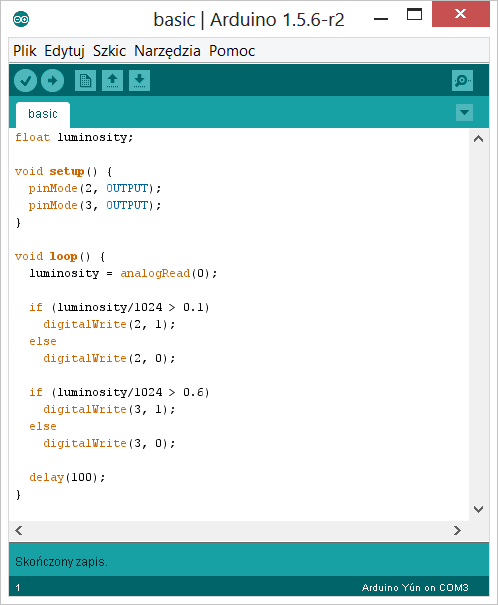 basic | Arduino 1.5.6-r2
Plik Edytuj Szkic Narzędzia Pomoc
basic
float luminosity;

void setup() {
  pinMode(2, OUTPUT);
  pinMode(3, OUTPUT);
}

void loop() {
  luminosity = analogRead(0);

  if (luminosity/1024 > 0.1)
    digitalWrite(2, 1);
  else
    digitalWrite(2, 0);

  if (luminosity/1024 > 0.6)
    digitalWrite(3, 1);
  else
    digitalWrite(3, 0);

  delay(100);
}
Skończony zapis.
1 Arduino Yún on COM3